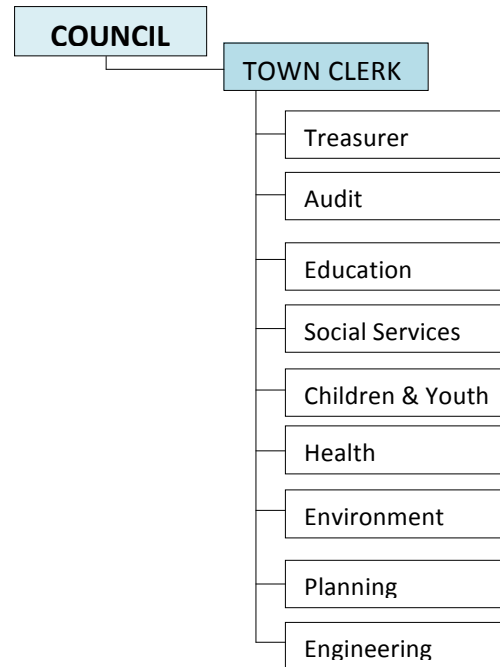 COUNCIL
TOWN CLERK
Treasurer
Audit
Education
Social Services
Children & Youth
Health
Environment
Planning
Engineering